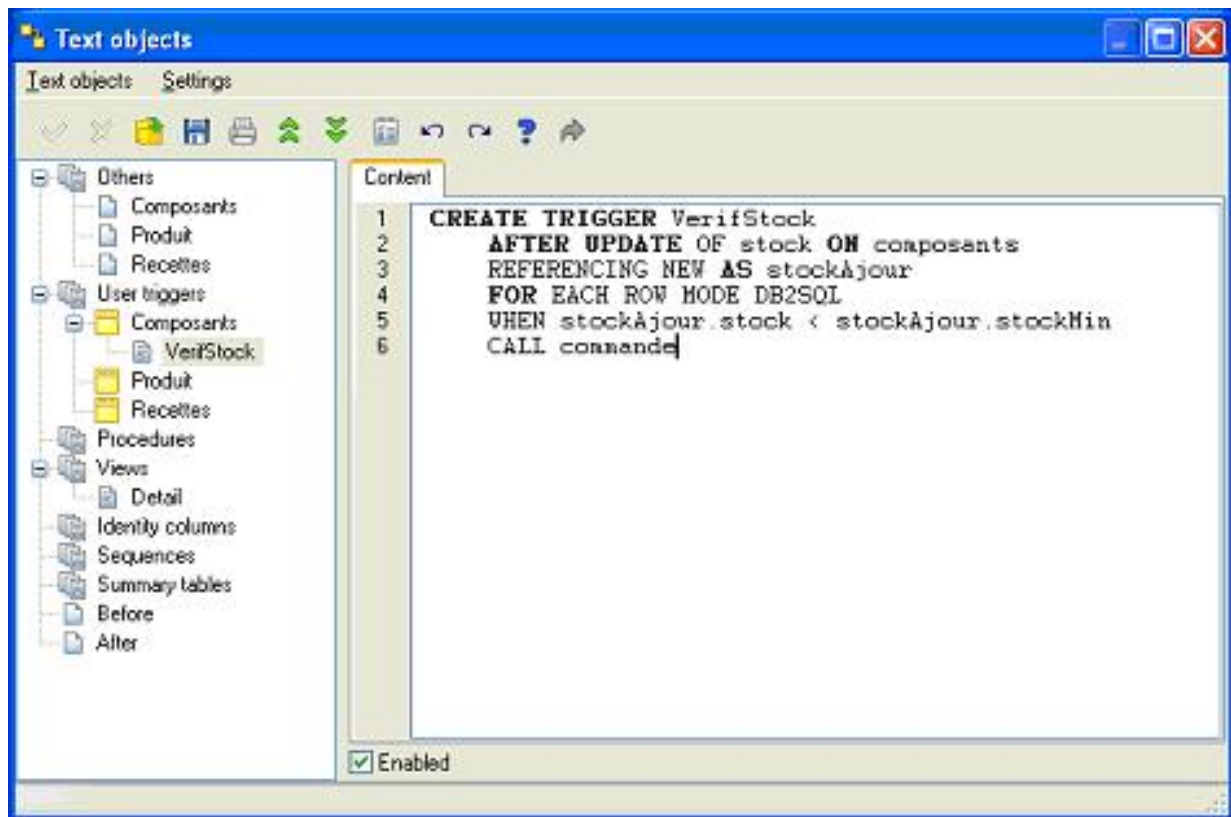 Text objects
Text objects Settings
Others
Composants
Produit
Recettes
User triggers
Composants
VerifStock
Produit
Recettes
Procedures
Views
Detail
Identity columns
Sequences
Summary tables
Before
After
Content
1 CREATE TRIGGER VerifStock
2 AFTER UPDATE OF stock ON composants
3 REFERENCING NEW AS stockAjour
4 FOR EACH ROW MODE DB2SQL
5 WHEN stockAjour.stock < stockAjour.stockMin
6 CALL commande
Enabled